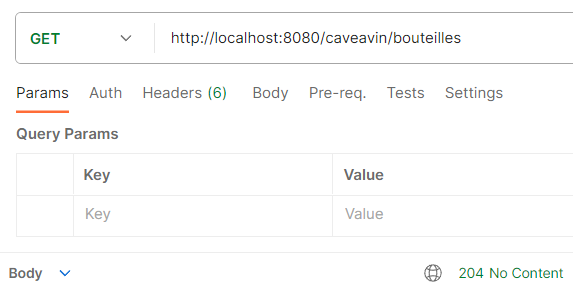 GET http://localhost:8080/caveavin/bouteilles
Params Auth Headers (6) Body Pre-req. Tests Settings
Query Params
Key Value
Key Value
Body 204 No Content